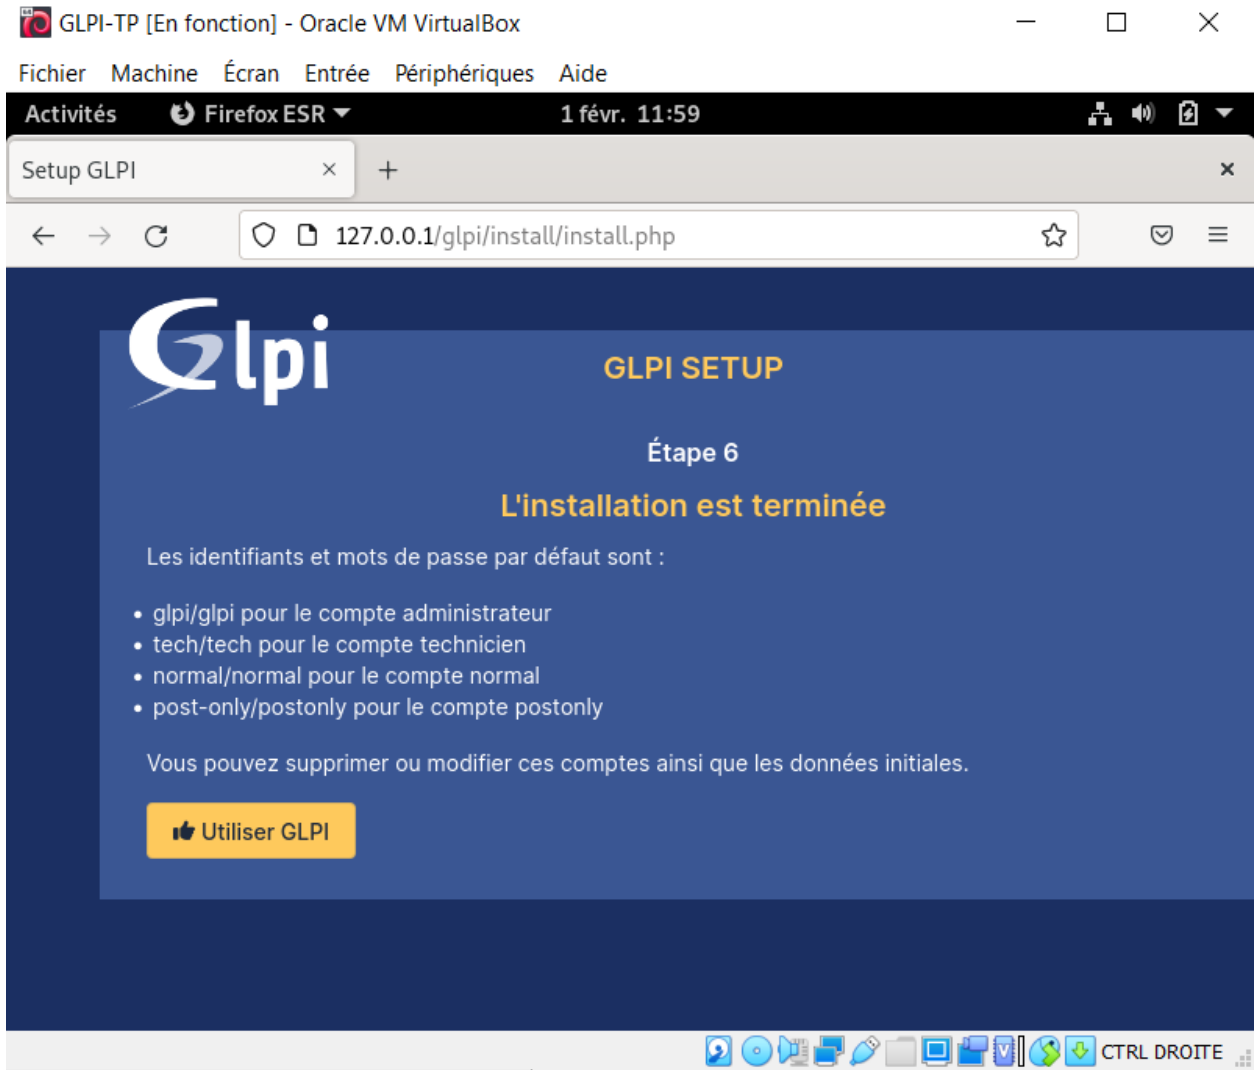 GLPI-TP [En fonction] - Oracle VM VirtualBox
Fichier Machine Écran Entrée Périphériques Aide
Activités Firefox ESR 1 févr. 11:59
Setup GLPI
127.0.0.1/glpi/install/install.php
Glpi
GLPI SETUP
Étape 6
L'installation est terminée
Les identifiants et mots de passe par défaut sont :
• glpi/glpi pour le compte administrateur
• tech/tech pour le compte technicien
• normal/normal pour le compte normal
• post-only/postonly pour le compte postonly
Vous pouvez supprimer ou modifier ces comptes ainsi que les données initiales.
Utiliser GLPI
CTRL DROITE